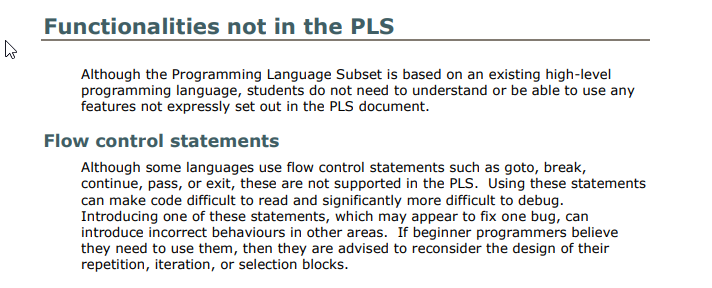 Functionalities not in the PLS
Although the Programming Language Subset is based on an existing high-level
programming language, students do not need to understand or be able to use any
features not expressly set out in the PLS document.
Flow control statements
Although some languages use flow control statements such as goto, break,
continue, pass, or exit, these are not supported in the PLS.  Using these statements
can make code difficult to read and significantly more difficult to debug.
Introducing one of these statements, which may appear to fix one bug, can
introduce incorrect behaviours in other areas.  If beginner programmers believe
they need to use them, then they are advised to reconsider the design of their
repetition, iteration, or selection blocks.